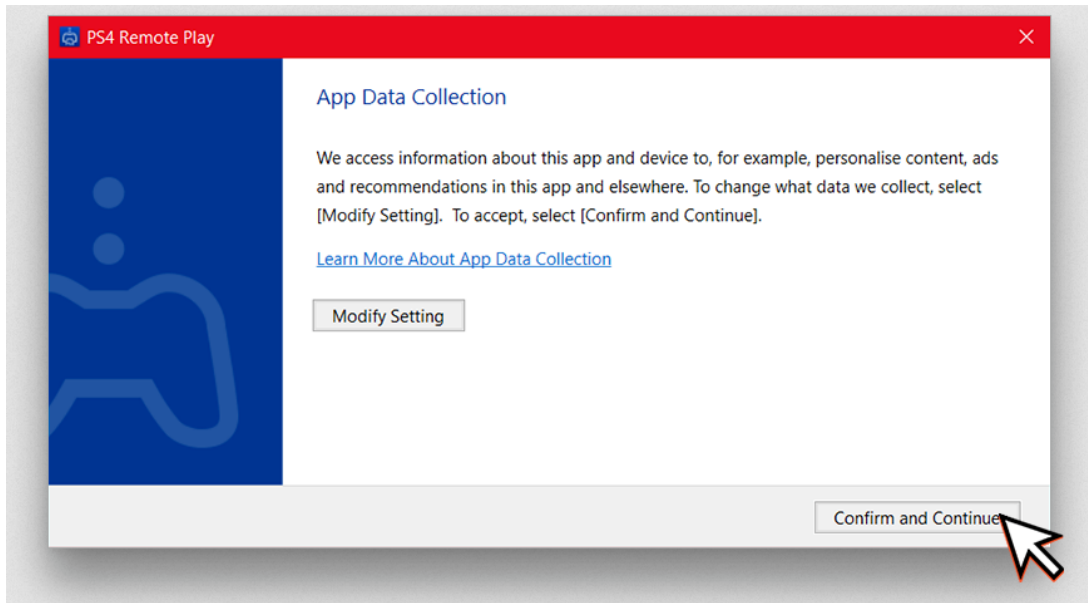 PS4 Remote Play
App Data Collection
We access information about this app and device to, for example, personalise content, ads
and recommendations in this app and elsewhere. To change what data we collect, select
[Modify Setting].  To accept, select [Confirm and Continue].
Learn More About App Data Collection
Modify Setting
Confirm and Continue